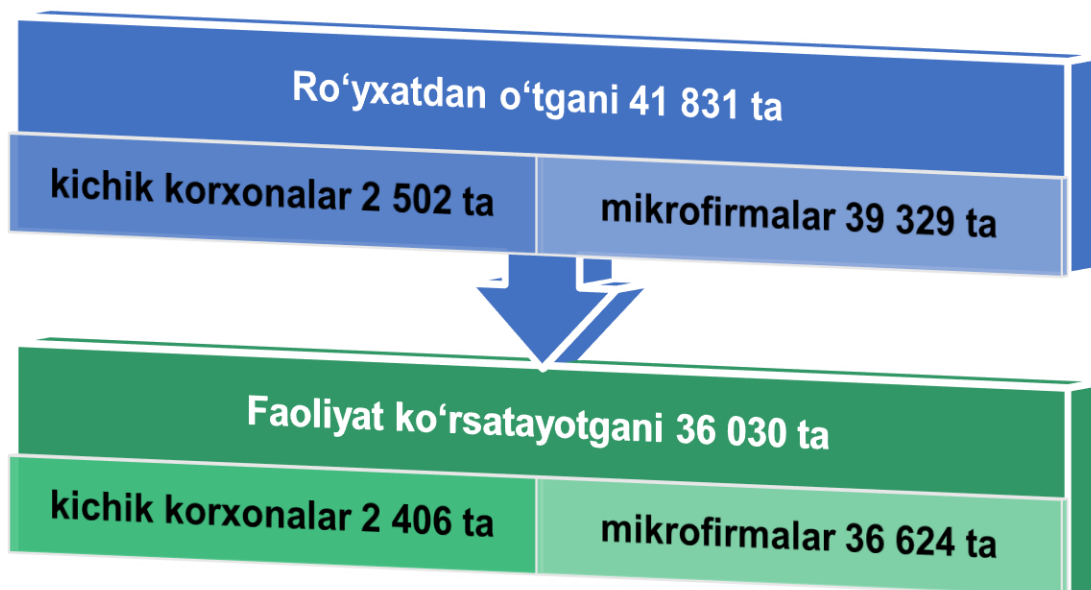 Ro‘yxatdan o‘tgani 41 831 ta
kichik korxonalar 2 502 ta
mikrofirmalar 39 329 ta
Faoliyat ko‘rsatayotgani 36 030 ta
kichik korxonalar 2 406 ta
mikrofirmalar 36 624 ta